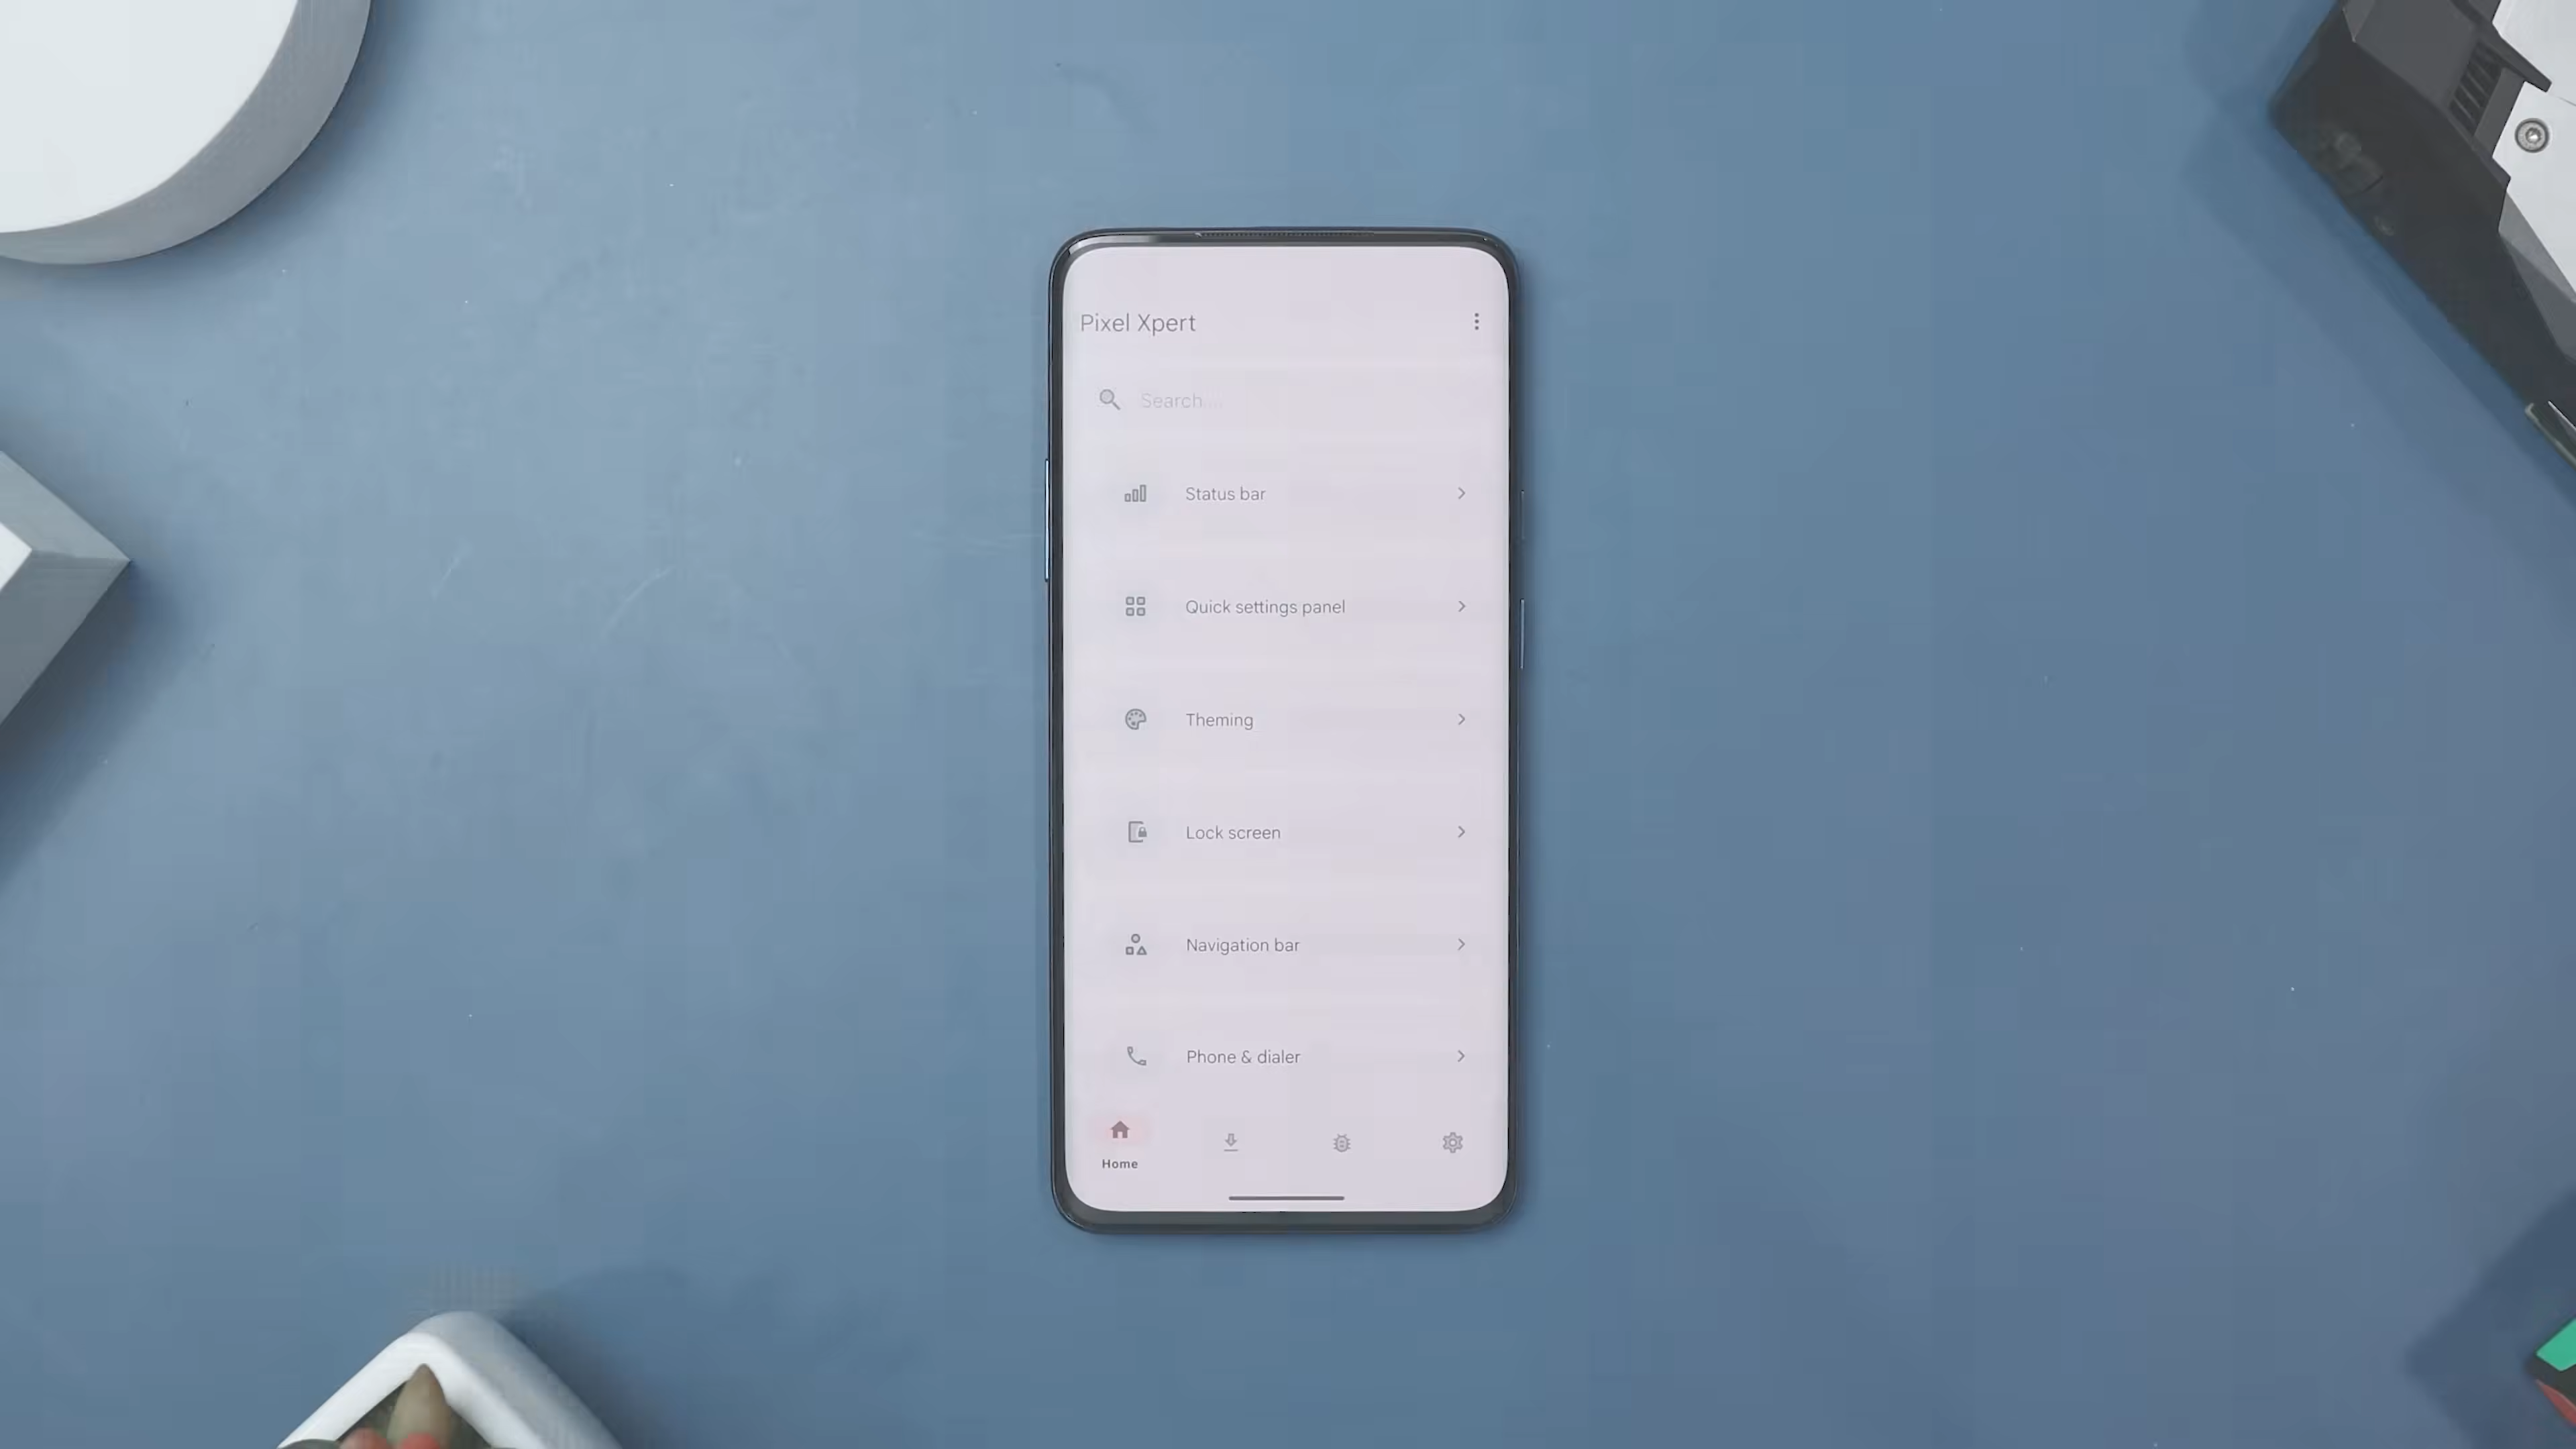 Pixel Xpert
Search....
Status bar
Quick settings panel
Theming
Lock screen
Navigation bar
Phone & dialer
Home